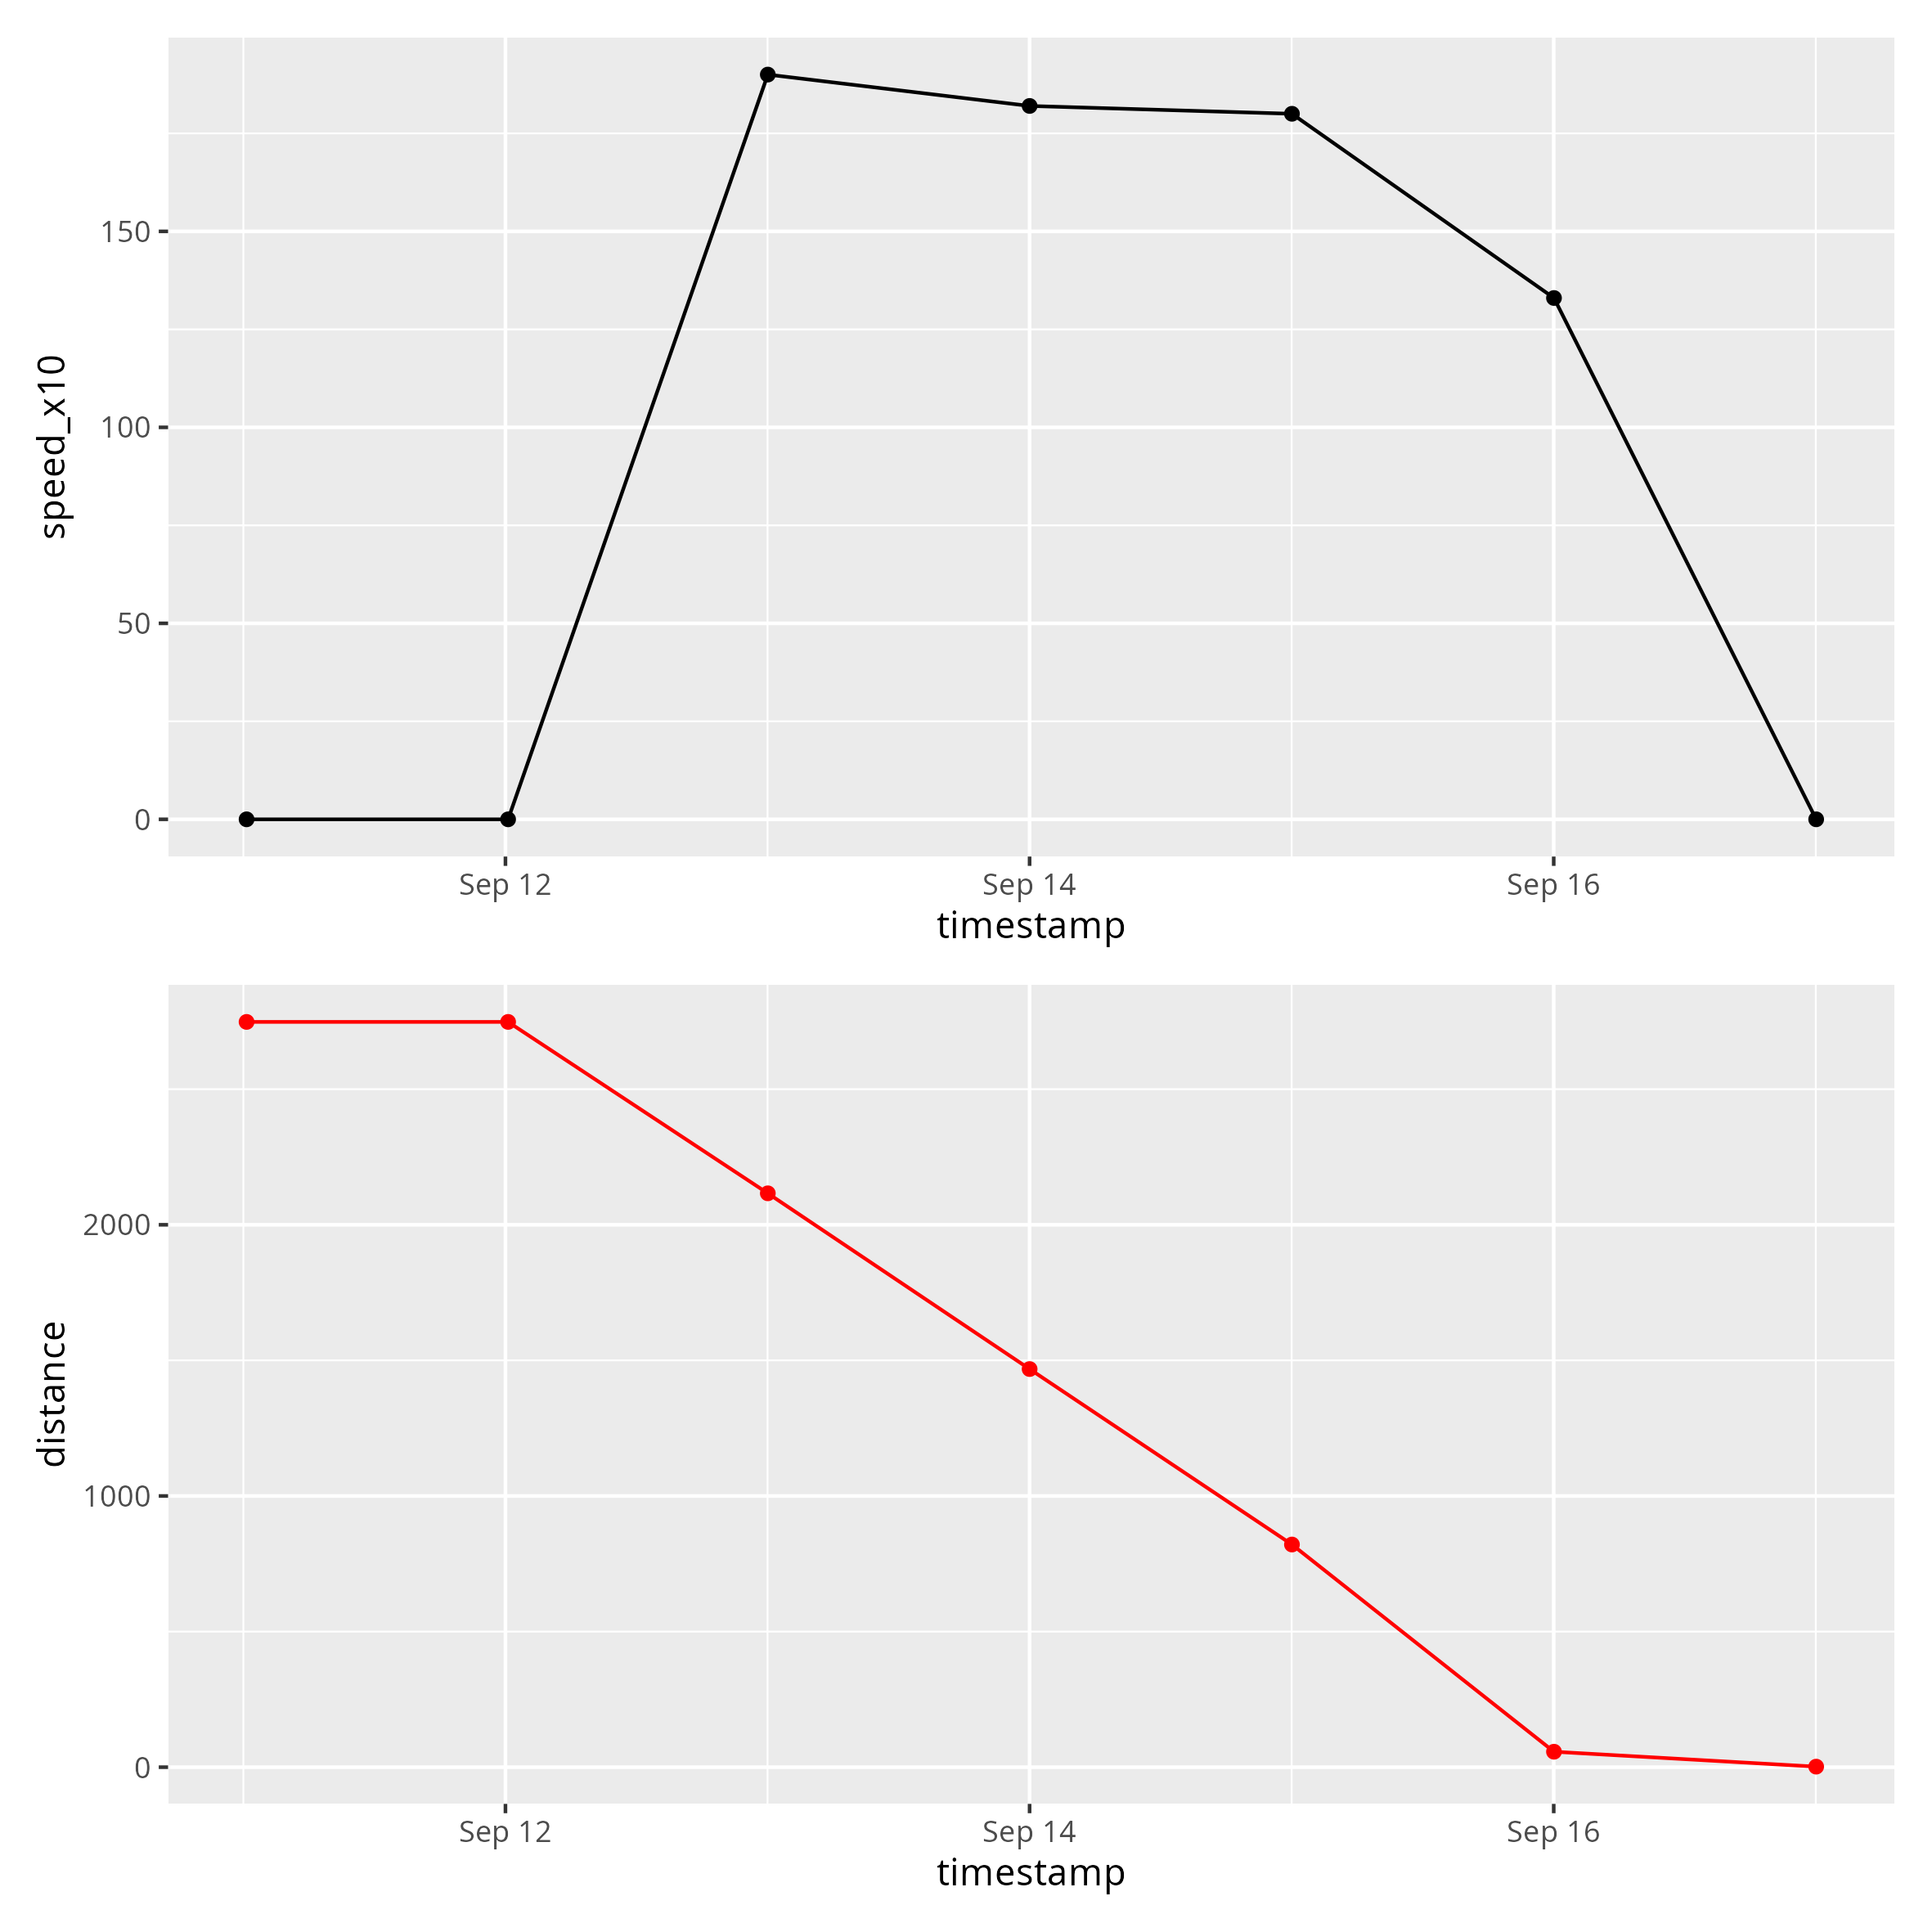 speed_x10
150
100
50
0
Sep 12 Sep 14 Sep 16
timestamp
distance
2000
1000
0
Sep 12 Sep 14 Sep 16
timestamp